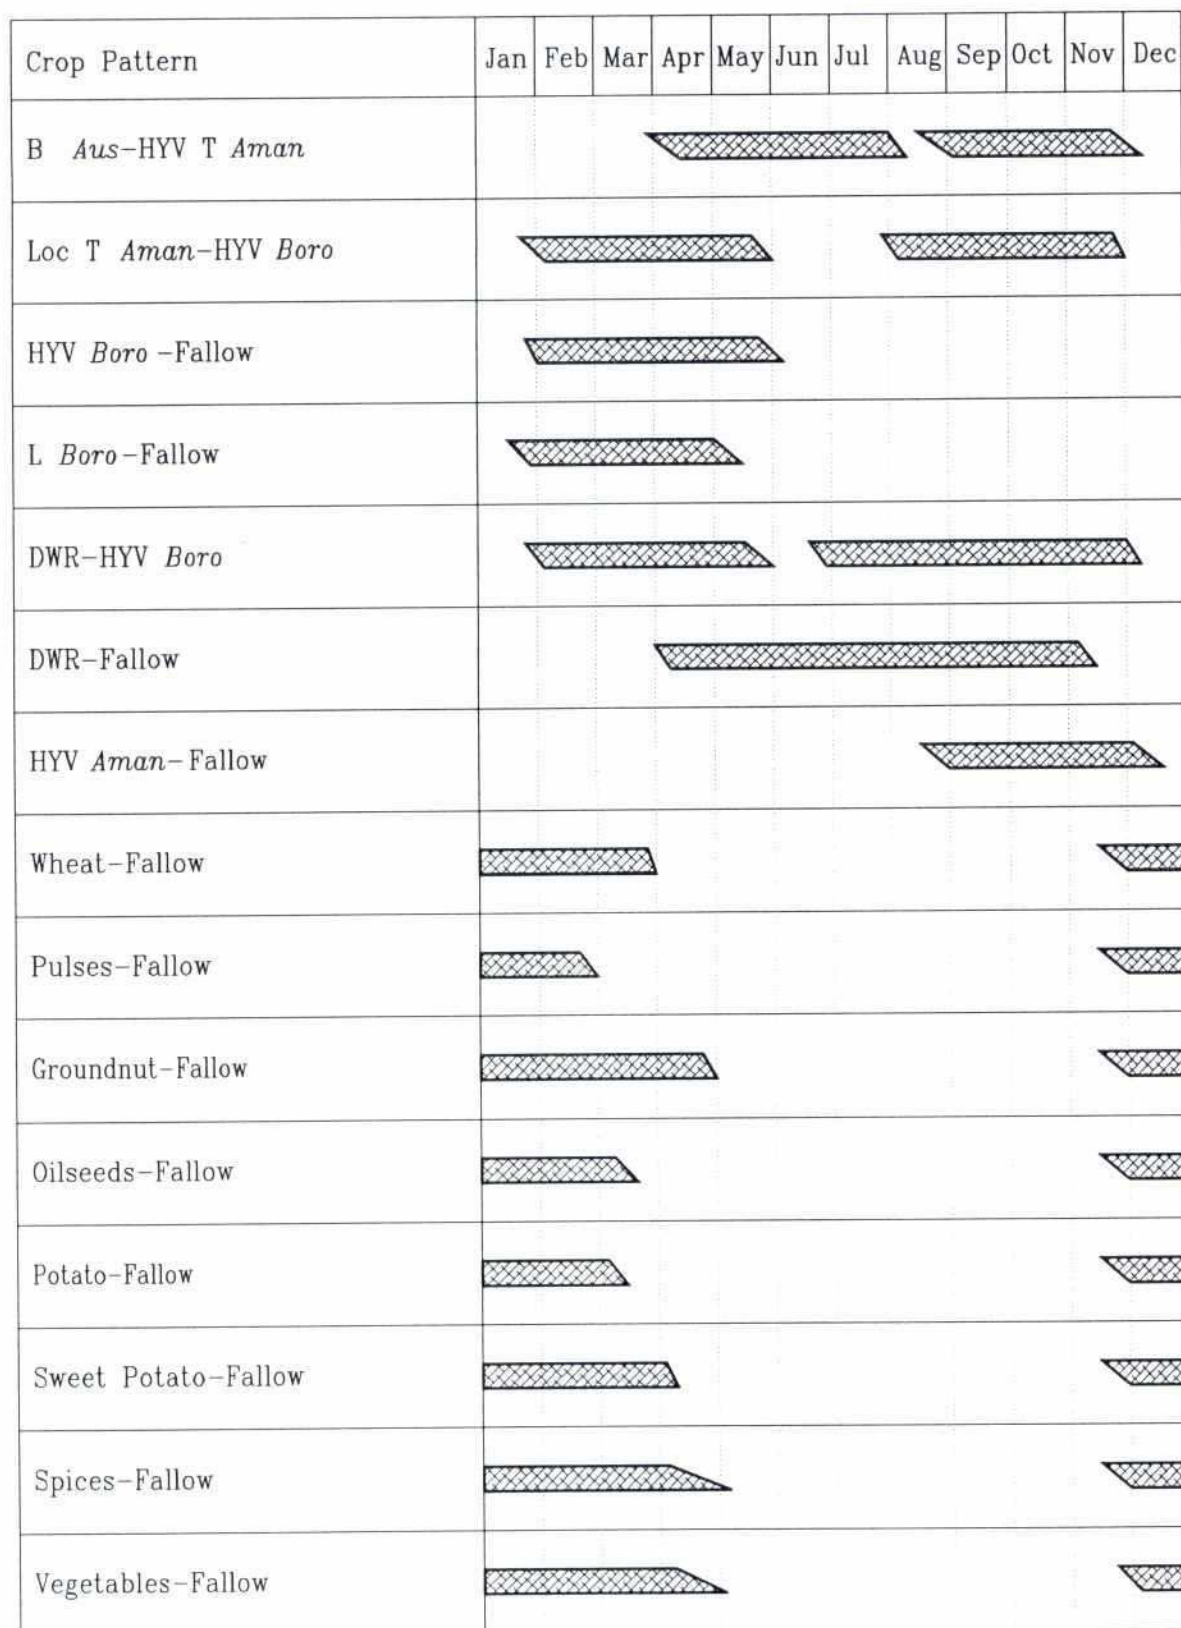 Crop Pattern Jan Feb Mar Apr May Jun Jul Aug Sep Oct Nov Dec
B Aus-HYV T Aman
Loc T Aman-HYV Boro
HYV Boro -Fallow
L Boro-Fallow
DWR-HYV Boro
DWR-Fallow
HYV Aman-Fallow
Wheat-Fallow
Pulses-Fallow
Groundnut-Fallow
Oilseeds-Fallow
Potato-Fallow
Sweet Potato-Fallow
Spices-Fallow
Vegetables-Fallow